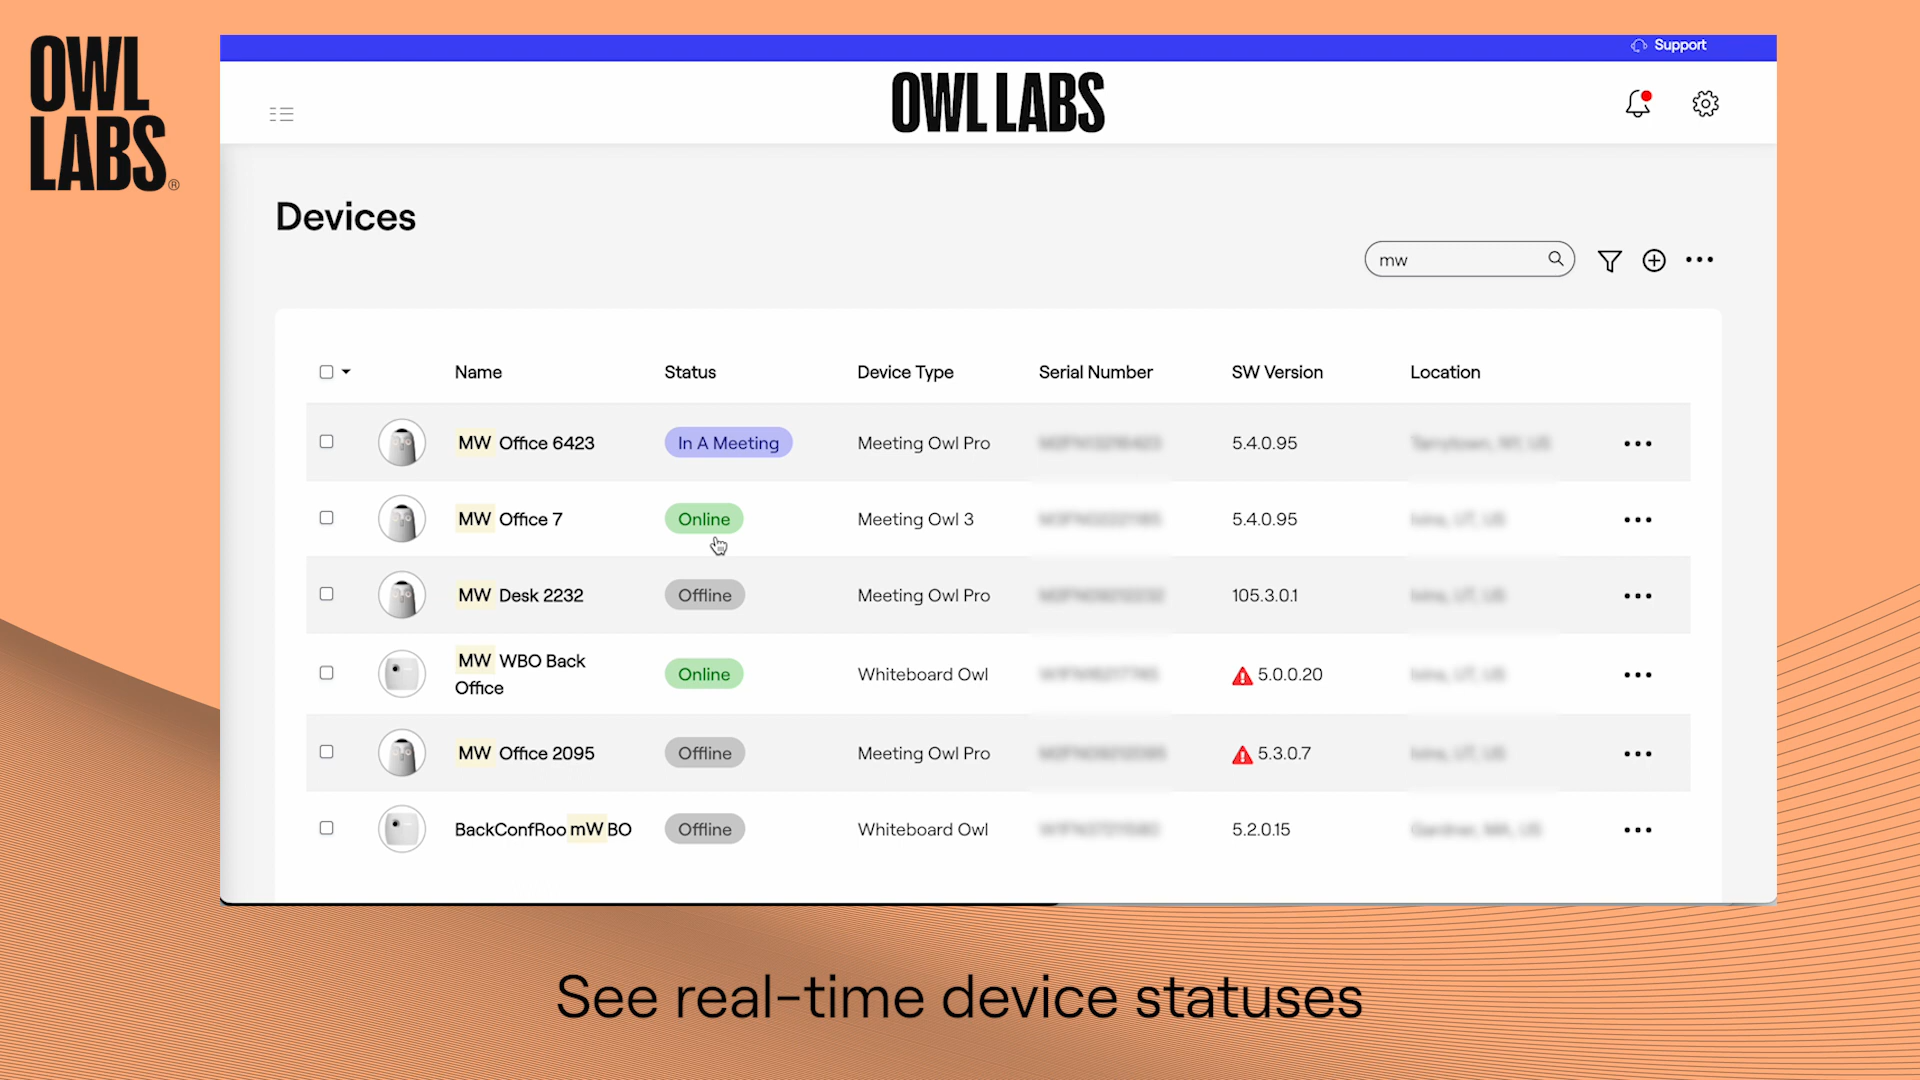 OWL
LABS®
Support
OWL LABS
Devices
mw
Name Status Device Type Serial Number SW Version Location
MW Office 6423 In A Meeting Meeting Owl Pro 5.4.0.95
MW Office 7 Online Meeting Owl 3 5.4.0.95
MW Desk 2232 Offline Meeting Owl Pro 105.3.0.1
MW WBO Back
Office Online Whiteboard Owl 5.0.0.20
MW Office 2095 Offline Meeting Owl Pro 5.3.0.7
BackConfRoomWBO Offline Whiteboard Owl 5.2.0.15
See real-time device statuses